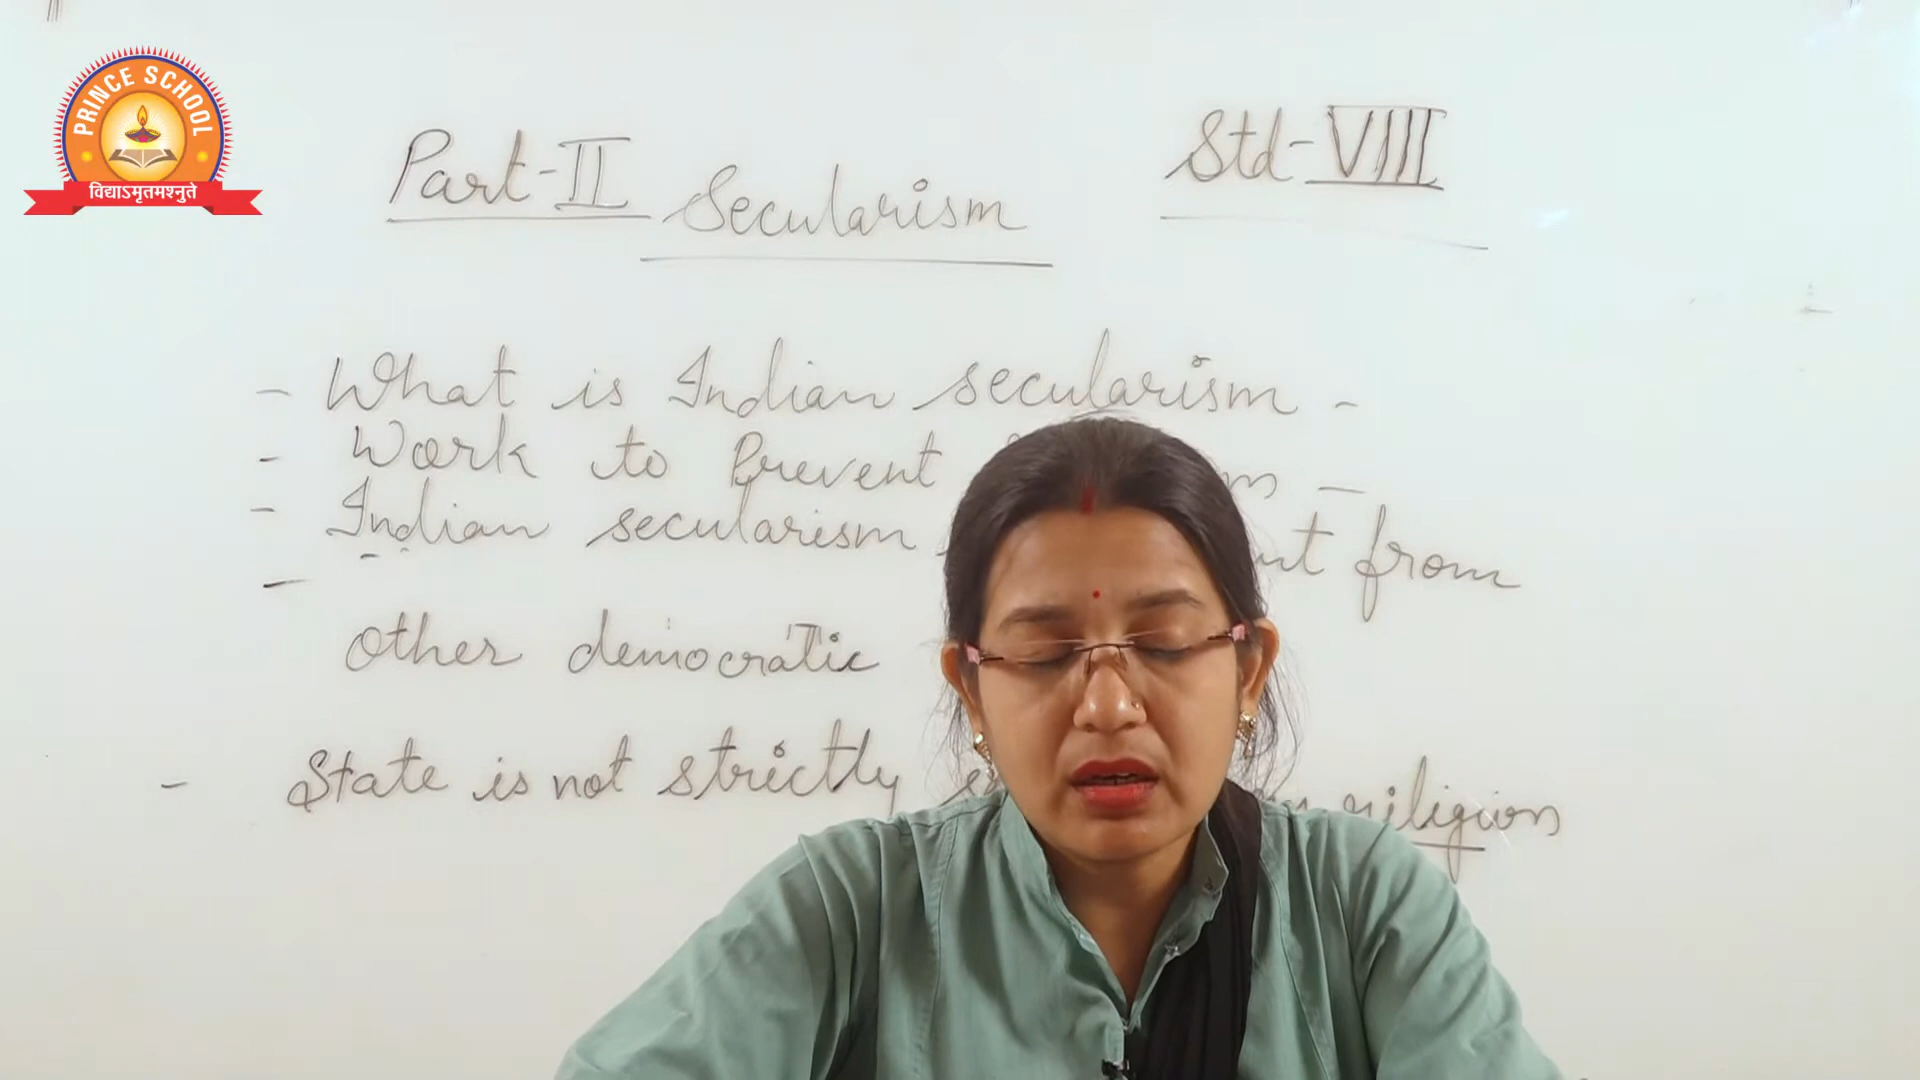 PRINCE SCHOOL
विद्याऽमृतमश्नुते
Part-II
Std-VIII
Secularism
- What is Indian secularism -
- Work to Prevent
- Indian secularism from
-
Other democratic
- State is not strictly religion